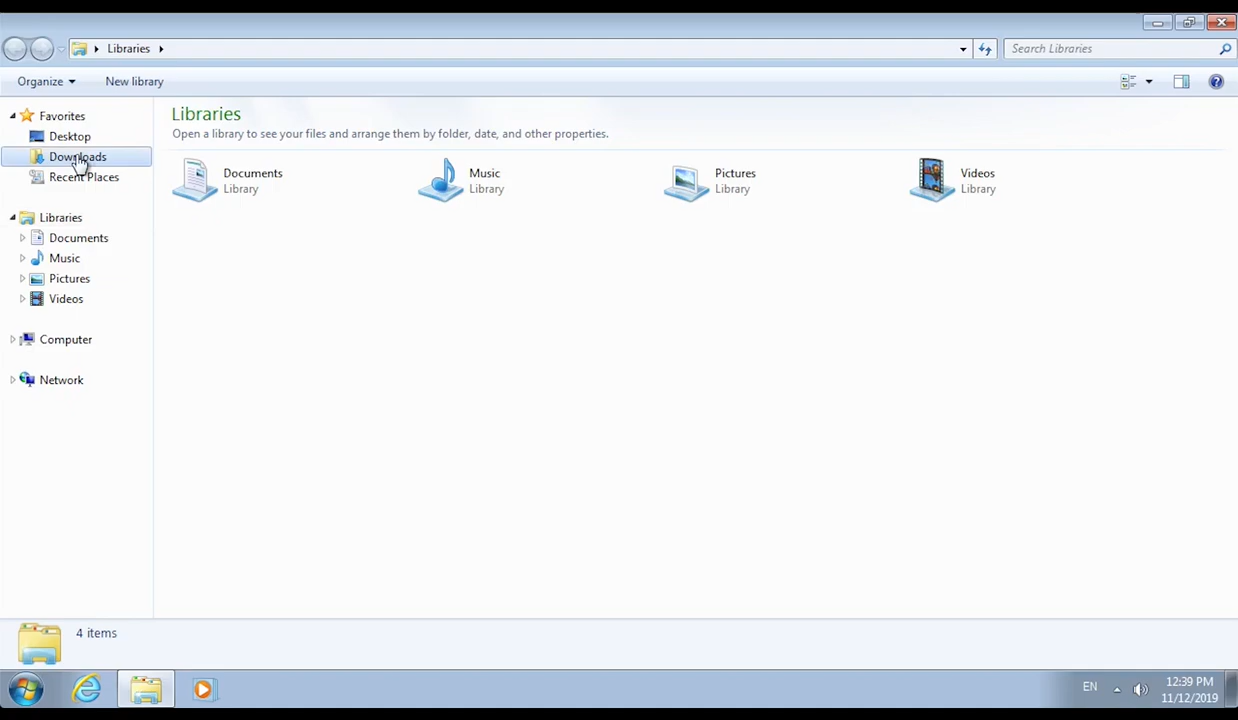 Libraries
Search Libraries
Organize
New library
Favorites
Desktop
Downloads
Recent Places
Libraries
Documents
Music
Pictures
Videos
Computer
Network
Libraries
Open a library to see your files and arrange them by folder, date, and other properties.
Documents
Library
Music
Library
Pictures
Library
Videos
Library
4 items
EN
12:39 PM
11/12/2019